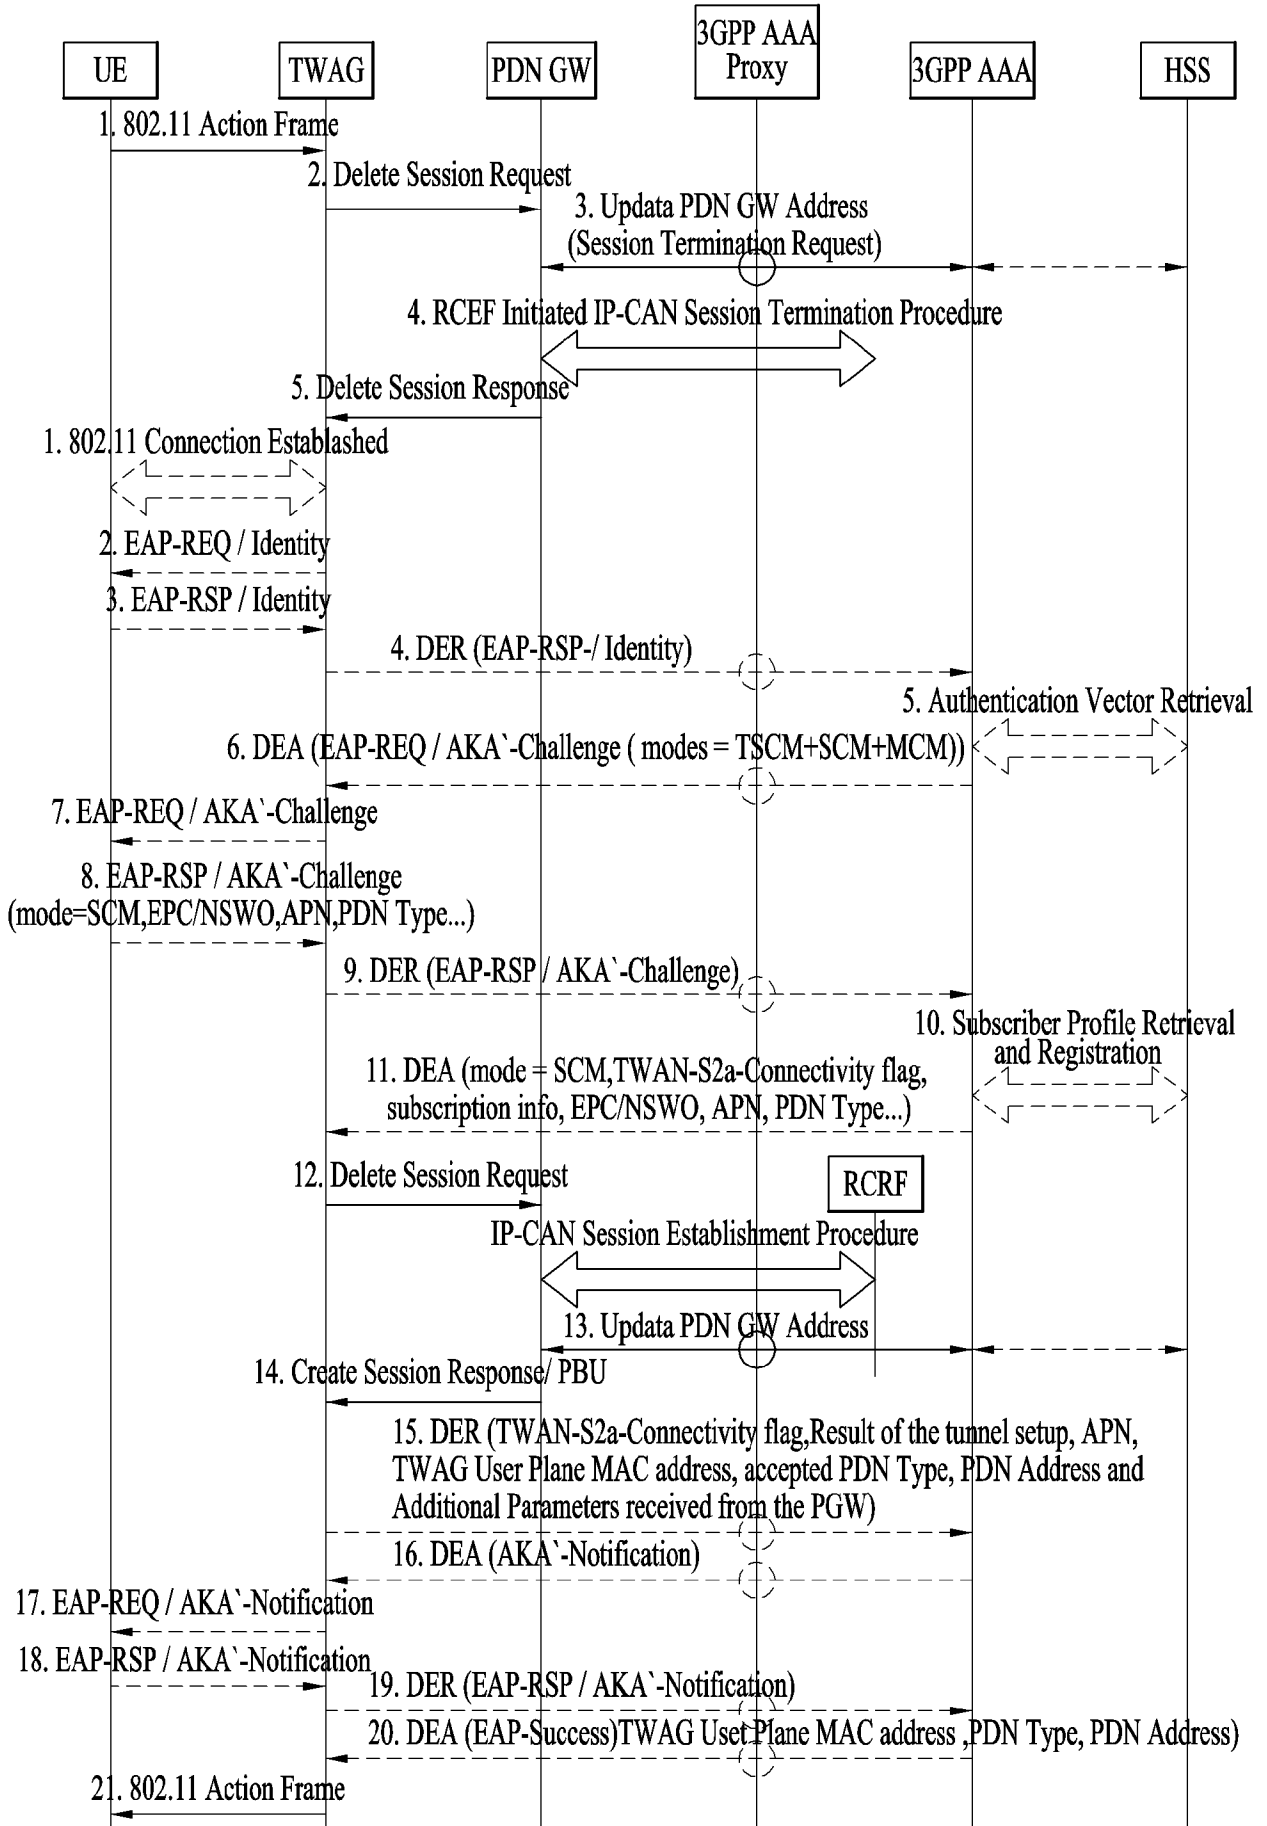 UE
TWAG
PDN GW
3GPP AAA
Proxy
3GPP AAA
HSS
1. 802.11 Action Frame
2. Delete Session Request
3. Updata PDN GW Address
(Session Termination Request)
4. RCEF Initiated IP-CAN Session Termination Procedure
5. Delete Session Response
1. 802.11 Connection Establashed
2. EAP-REQ / Identity
3. EAP-RSP / Identity
4. DER (EAP-RSP-/ Identity)
5. Authentication Vector Retrieval
6. DEA (EAP-REQ / AKA`-Challenge ( modes = TSCM+SCM+MCM))
7. EAP-REQ / AKA`-Challenge
8. EAP-RSP / AKA`-Challenge
(mode=SCM,EPC/NSWO,APN,PDN Type...)
9. DER (EAP-RSP / AKA`-Challenge)
10. Subscriber Profile Retrieval
and Registration
11. DEA (mode = SCM,TWAN-S2a-Connectivity flag,
subscription info, EPC/NSWO, APN, PDN Type...)
12. Delete Session Request
RCRF
IP-CAN Session Establishment Procedure
13. Updata PDN GW Address
14. Create Session Response/ PBU
15. DER (TWAN-S2a-Connectivity flag,Result of the tunnel setup, APN,
TWAG User Plane MAC address, accepted PDN Type, PDN Address and
Additional Parameters received from the PGW)
16. DEA (AKA`-Notification)
17. EAP-REQ / AKA`-Notification
18. EAP-RSP / AKA`-Notification
19. DER (EAP-RSP / AKA`-Notification)
20. DEA (EAP-Success)TWAG Uset Plane MAC address ,PDN Type, PDN Address)
21. 802.11 Action Frame